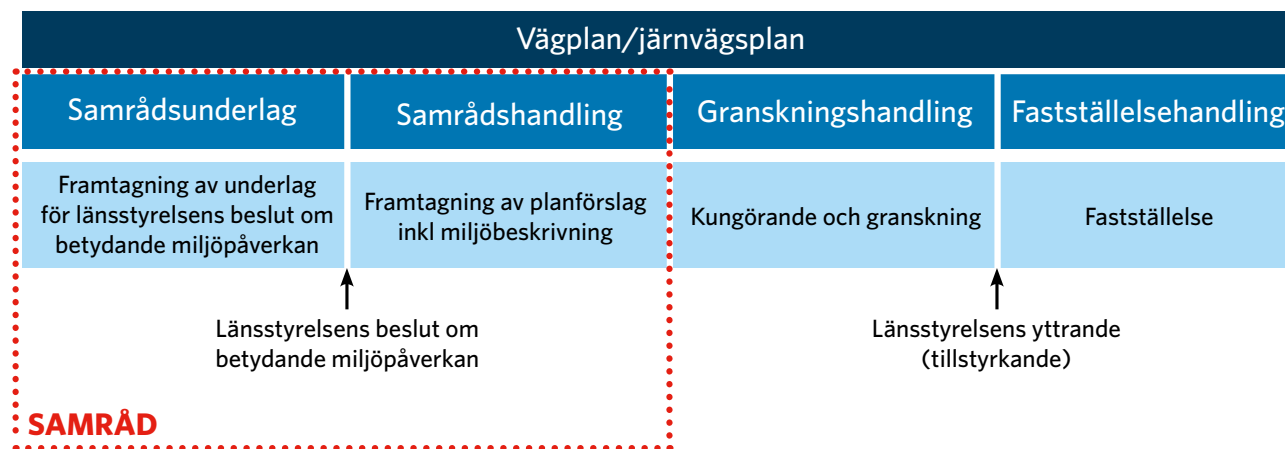 Vägplan/järnvägsplan
Samrådsunderlag
Samrådshandling
Granskningshandling
Fastställelsehandling
Framtagning av underlag
för länsstyrelsens beslut om
betydande miljöpåverkan
Framtagning av planförslag
inkl miljöbeskrivning
Kungörande och granskning
Fastställelse
Länsstyrelsens beslut om
betydande miljöpåverkan
Länsstyrelsens yttrande
(tillstyrkande)
SAMRÅD